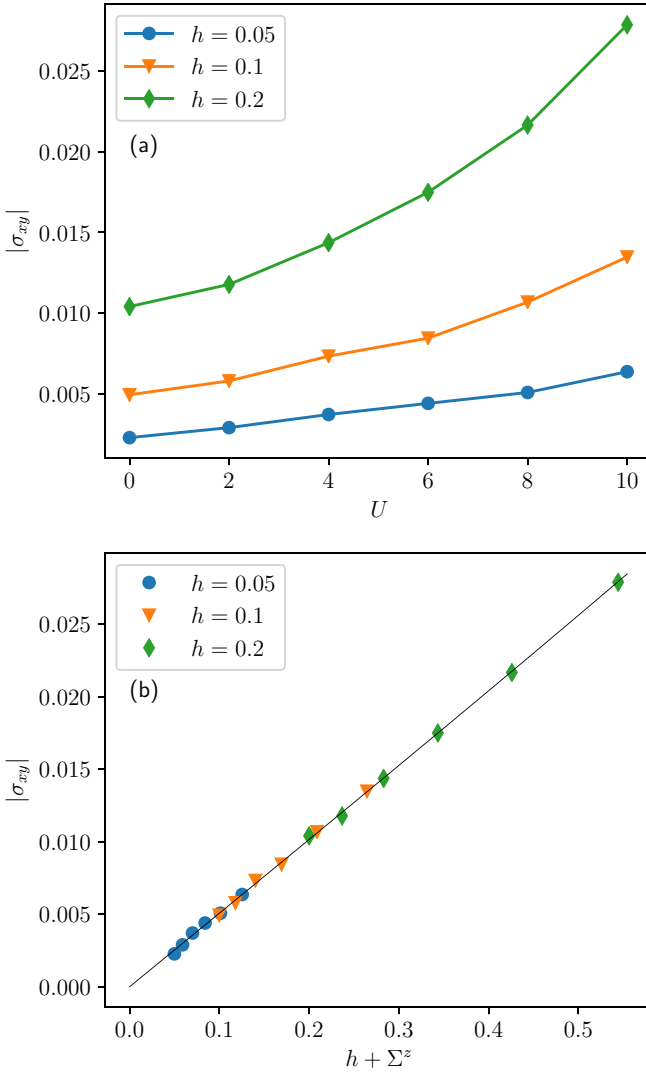 h = 0.05
h = 0.1
h = 0.2
(a)
0.025
0.020
0.015
0.010
0.005
|σxy|
0 2 4 6 8 10
U
h = 0.05
h = 0.1
h = 0.2
(b)
0.025
0.020
0.015
0.010
0.005
0.000
|σxy|
0.0 0.1 0.2 0.3 0.4 0.5
h + Σᶻ